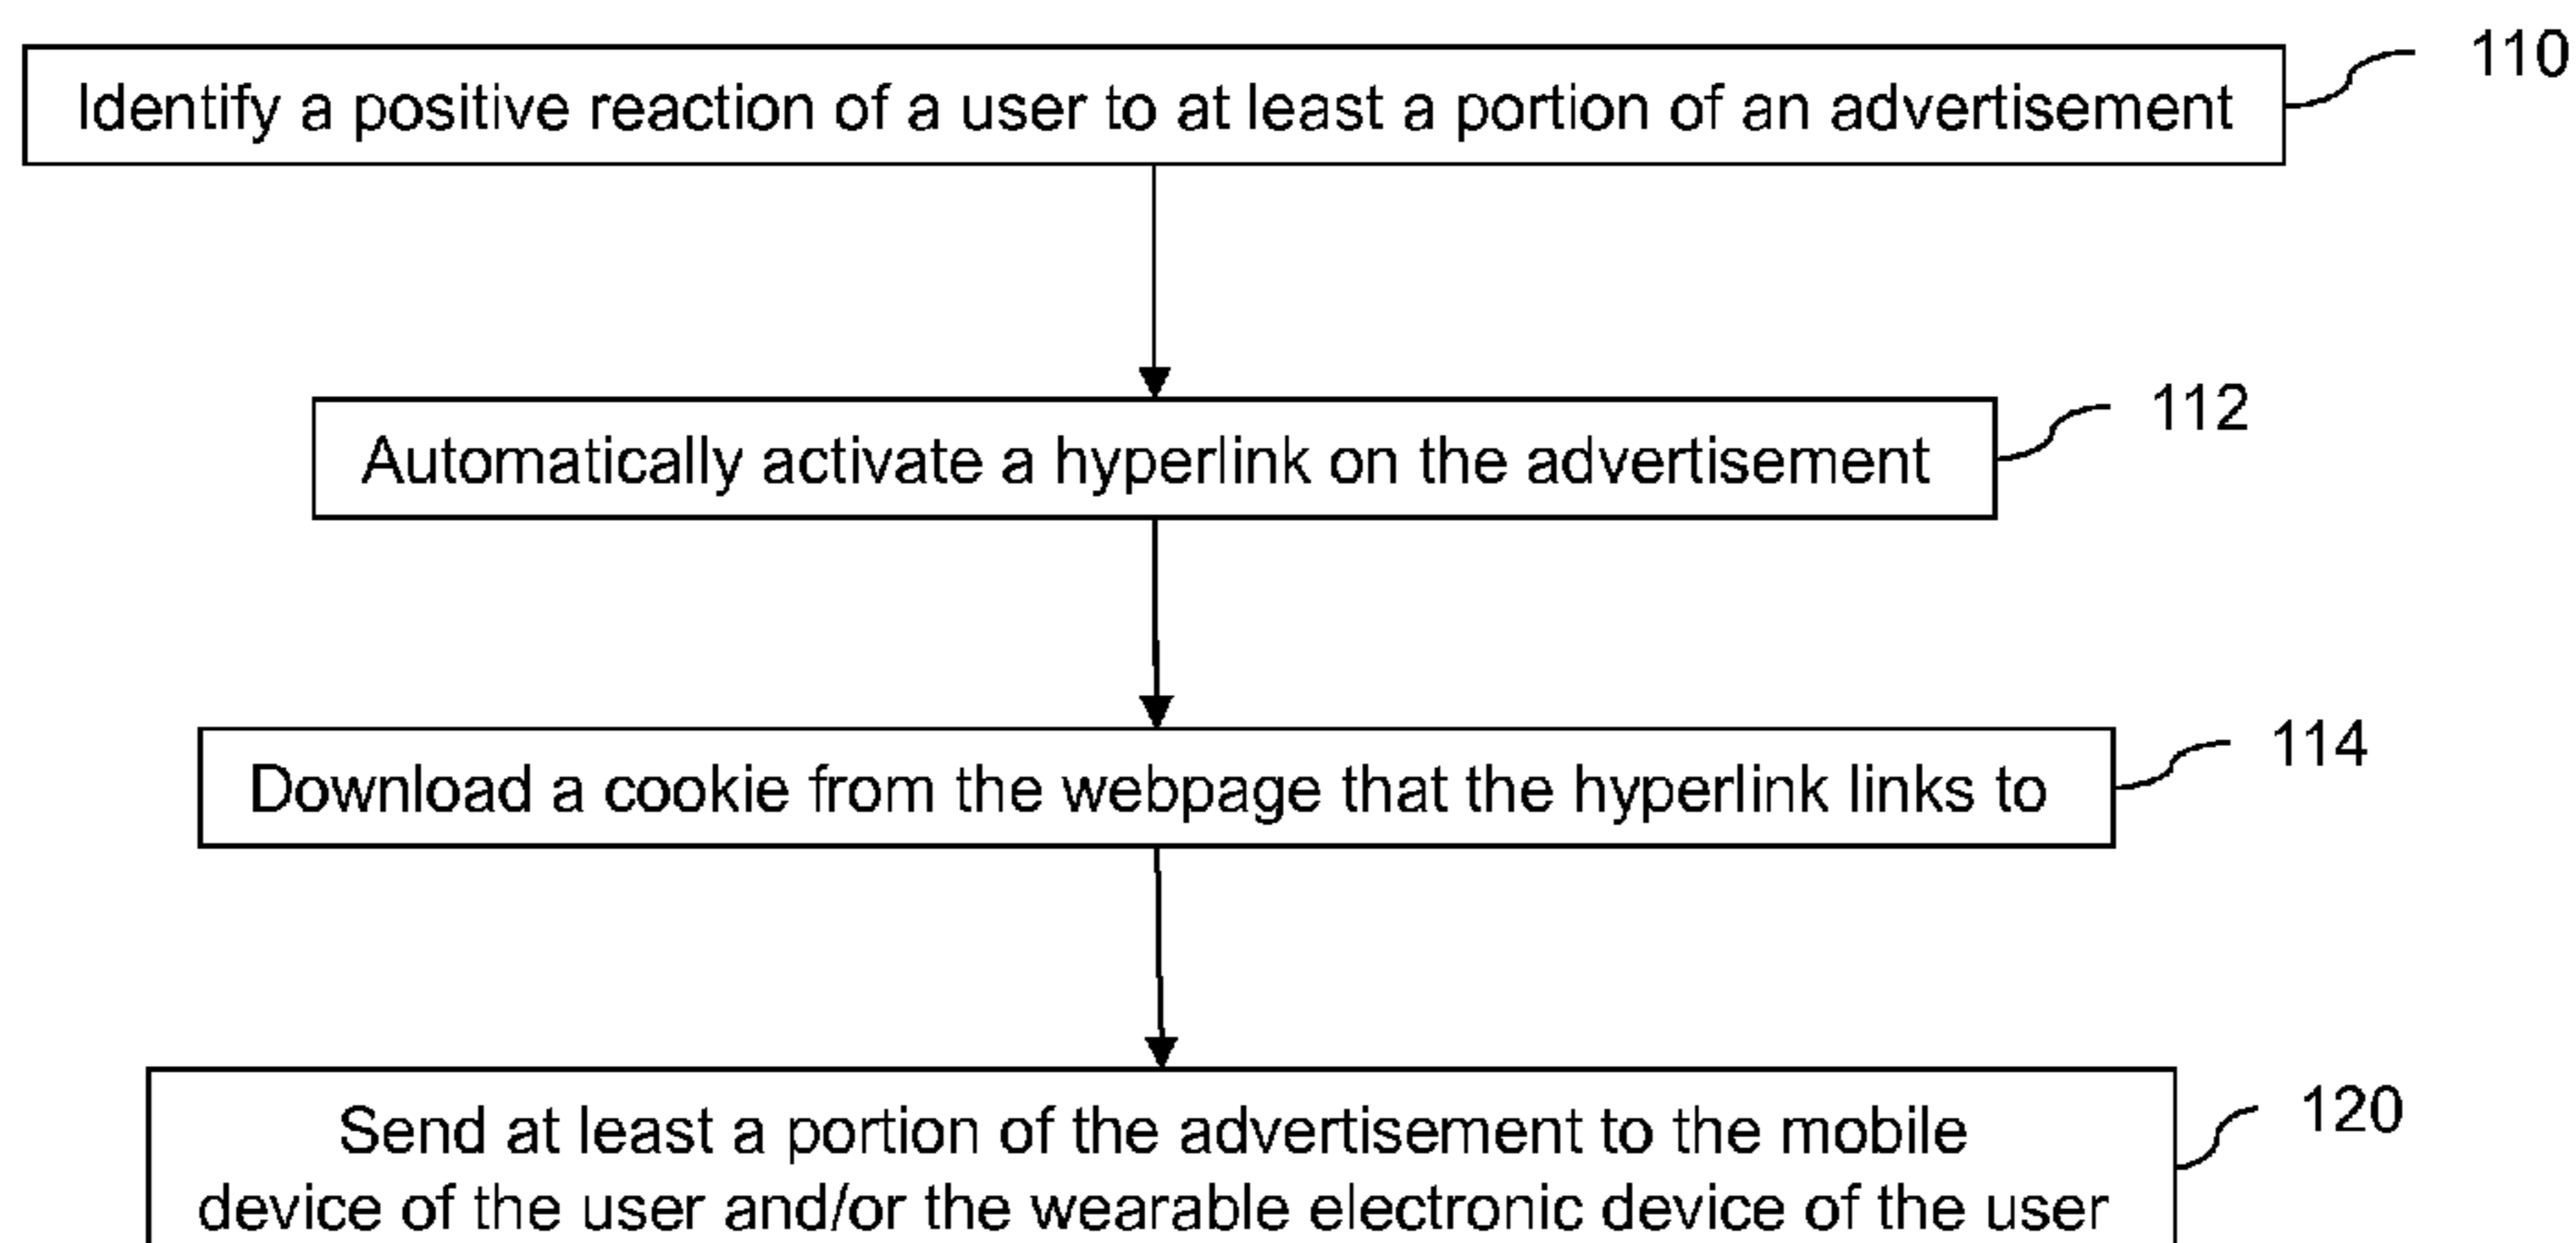 110
Identify a positive reaction of a user to at least a portion of an advertisement
112
Automatically activate a hyperlink on the advertisement
114
Download a cookie from the webpage that the hyperlink links to
120
Send at least a portion of the advertisement to the mobile
device of the user and/or the wearable electronic device of the user